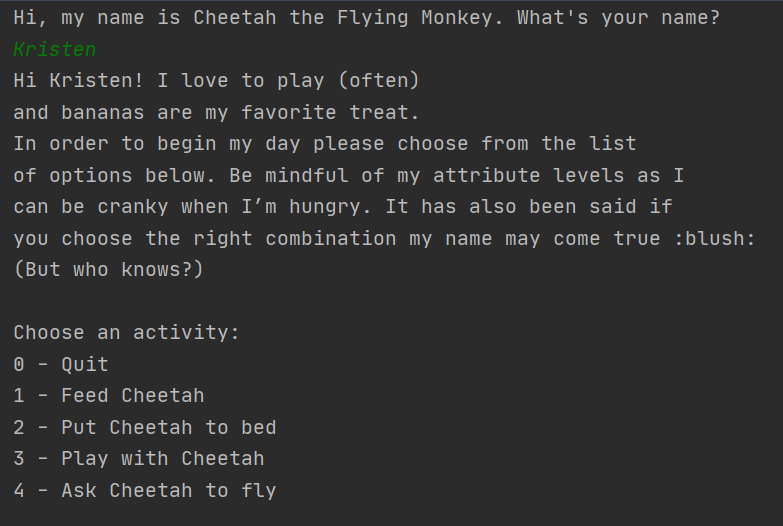 Hi, my name is Cheetah the Flying Monkey. What's your name?
Kristen
Hi Kristen! I love to play (often)
and bananas are my favorite treat.
In order to begin my day please choose from the list
of options below. Be mindful of my attribute levels as I
can be cranky when I’m hungry. It has also been said if
you choose the right combination my name may come true :blush:
(But who knows?)

Choose an activity:
0 - Quit
1 - Feed Cheetah
2 - Put Cheetah to bed
3 - Play with Cheetah
4 - Ask Cheetah to fly